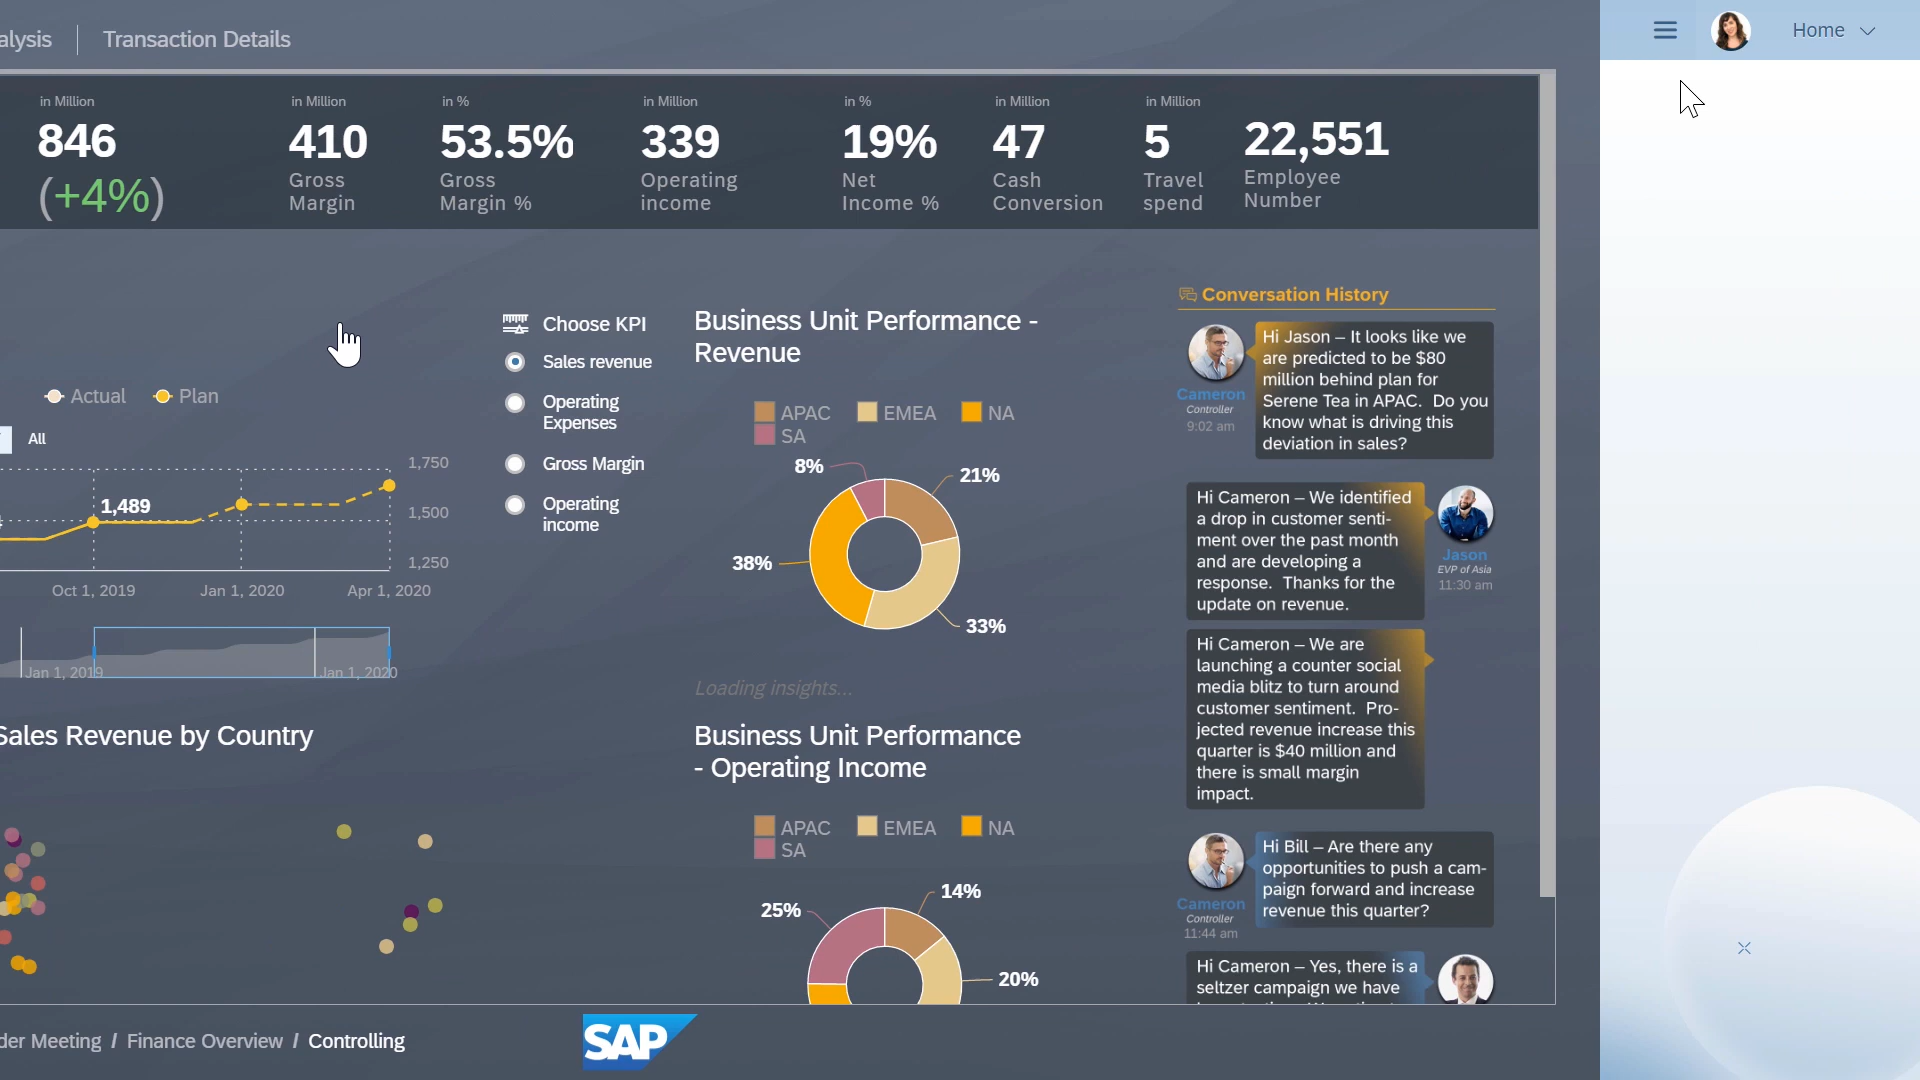 alysis
Transaction Details
Home
in Million
846
(+4%)
in Million
410
Gross
Margin
in %
53.5%
Gross
Margin %
in Million
339
Operating
income
in %
19%
Net
Income %
in Million
47
Cash
Conversion
in Million
5
Travel
spend
22,551
Employee
Number
Actual
Plan
All
1,489
1,750
1,500
1,250
Oct 1, 2019
Jan 1, 2020
Apr 1, 2020
Jan 1, 2019
Jan 1, 2020
Sales Revenue by Country
Choose KPI
Sales revenue
Operating
Expenses
Gross Margin
Operating
income
Business Unit Performance -
Revenue
APAC
EMEA
NA
SA
8%
21%
38%
33%
Loading insights...
Business Unit Performance
- Operating Income
APAC
EMEA
NA
SA
14%
25%
20%
Conversation History
Hi Jason – It looks like we
are predicted to be $80
million behind plan for
Serene Tea in APAC. Do you
know what is driving this
deviation in sales?
Cameron
Controller
9:02 am
Hi Cameron – We identified
a drop in customer senti-
ment over the past month
and are developing a
response. Thanks for the
update on revenue.
Jason
EVP of Asia
11:30 am
Hi Cameron – We are
launching a counter social
media blitz to turn around
customer sentiment. Pro-
jected revenue increase this
quarter is $40 million and
there is small margin
impact.
Hi Bill – Are there any
opportunities to push a cam-
paign forward and increase
revenue this quarter?
Cameron
Controller
11:44 am
Hi Cameron – Yes, there is a
seltzer campaign we have
der Meeting / Finance Overview / Controlling
SAP